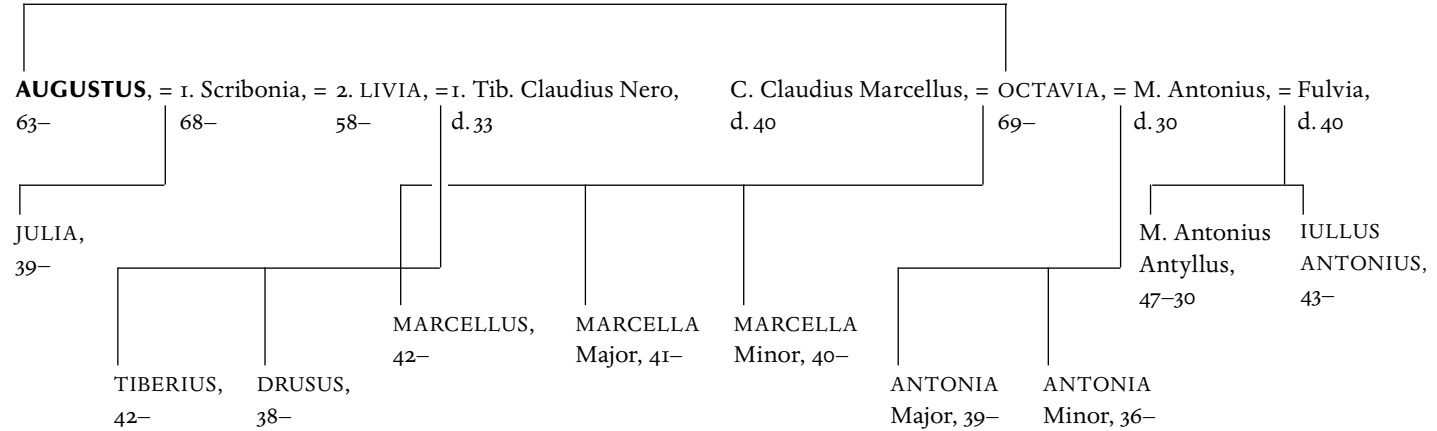 AUGUSTUS, = 1. Scribonia, = 2. LIVIA, =1. Tib. Claudius Nero, C. Claudius Marcellus, = OCTAVIA, = M. Antonius, = Fulvia,
63– 68– 58– d. 33 d. 40 69– d. 30 d. 40
JULIA,
39–
M. Antonius
Antyllus,
47–30
IULLUS
ANTONIUS,
43–
MARCELLUS,
42–
MARCELLA
Major, 41–
MARCELLA
Minor, 40–
TIBERIUS,
42–
DRUSUS,
38–
ANTONIA
Major, 39–
ANTONIA
Minor, 36–